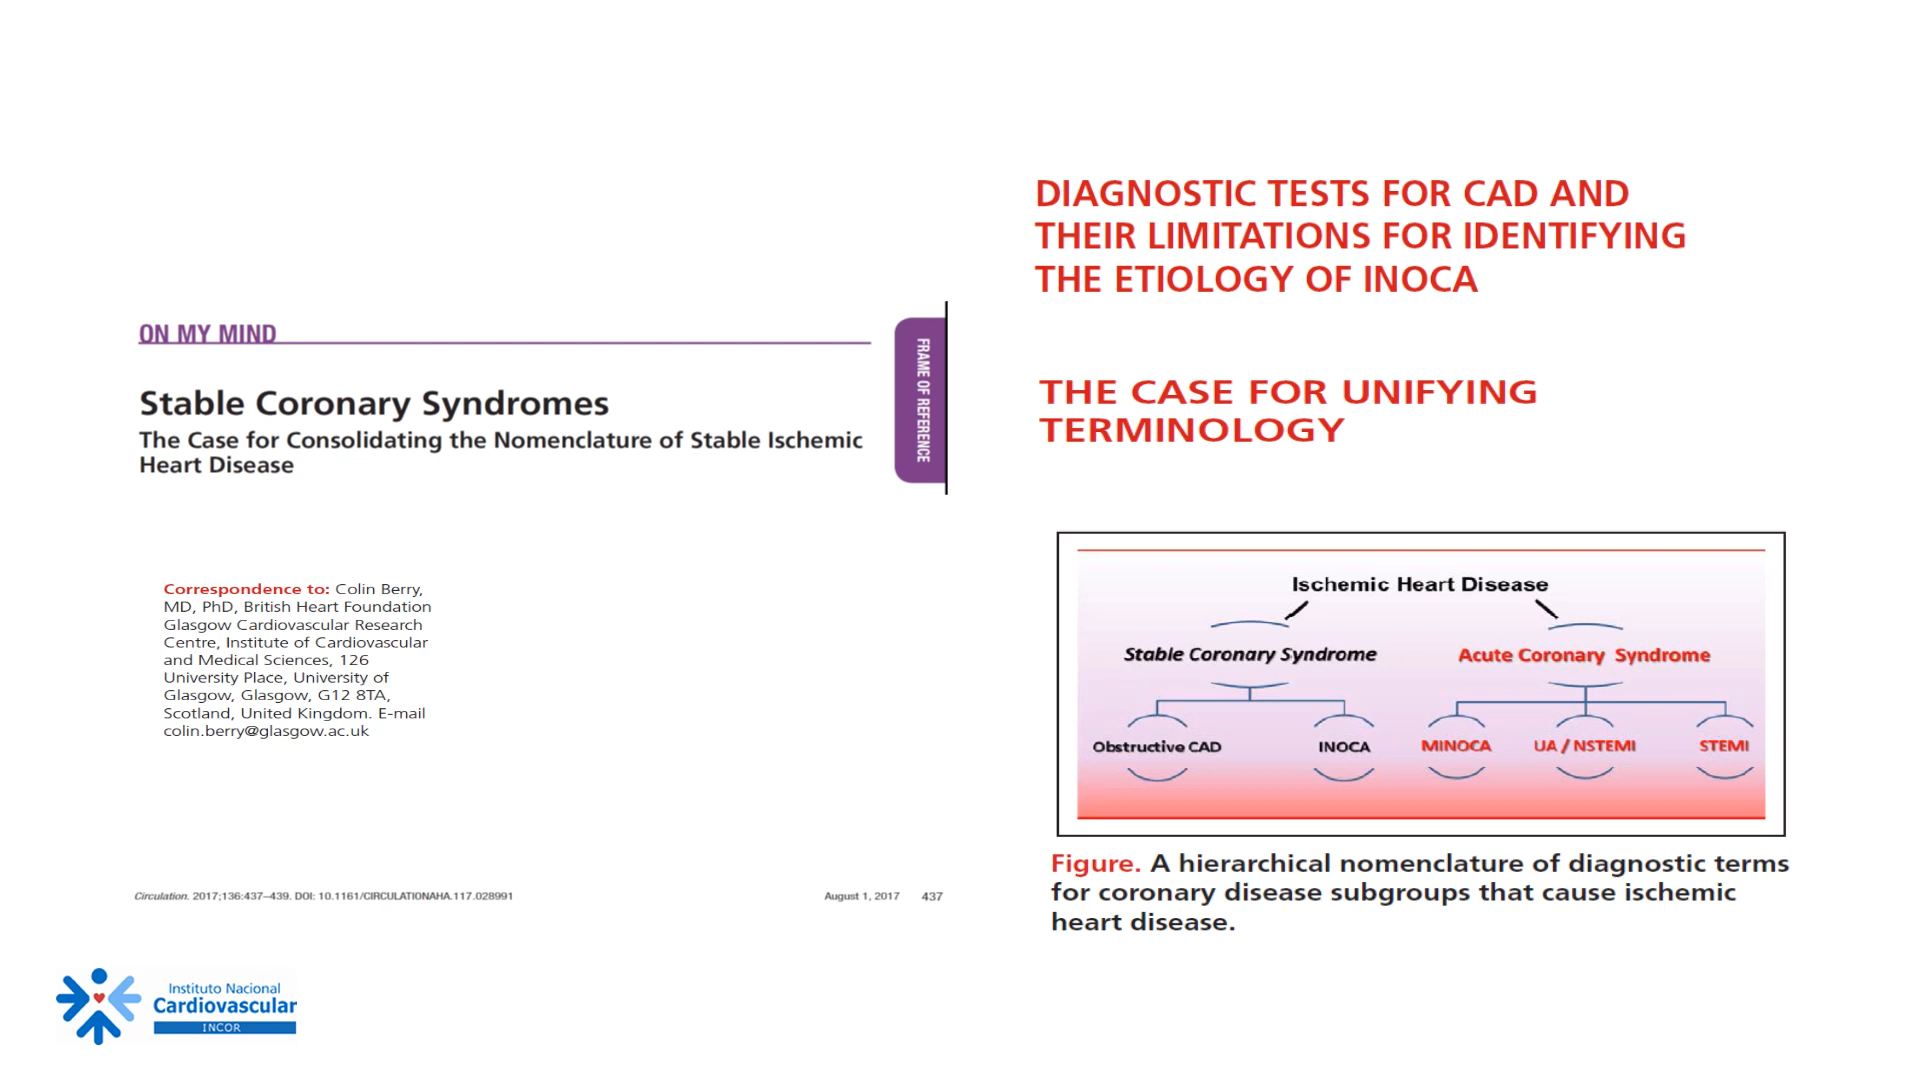 ON MY MIND
Stable Coronary Syndromes
The Case for Consolidating the Nomenclature of Stable Ischemic
Heart Disease
FRAME OF REFERENCE
Correspondence to: Colin Berry,
MD, PhD, British Heart Foundation
Glasgow Cardiovascular Research
Centre, Institute of Cardiovascular
and Medical Sciences, 126
University Place, University of
Glasgow, Glasgow, G12 8TA,
Scotland, United Kingdom. E-mail
colin.berry@glasgow.ac.uk
Circulation. 2017;136:437–439. DOI: 10.1161/CIRCULATIONAHA.117.028991
August 1, 2017 437
DIAGNOSTIC TESTS FOR CAD AND
THEIR LIMITATIONS FOR IDENTIFYING
THE ETIOLOGY OF INOCA
THE CASE FOR UNIFYING
TERMINOLOGY
Ischemic Heart Disease
Stable Coronary Syndrome
Acute Coronary Syndrome
Obstructive CAD
INOCA
MINOCA
UA / NSTEMI
STEMI
Figure. A hierarchical nomenclature of diagnostic terms
for coronary disease subgroups that cause ischemic
heart disease.
Instituto Nacional
Cardiovascular
INCOR